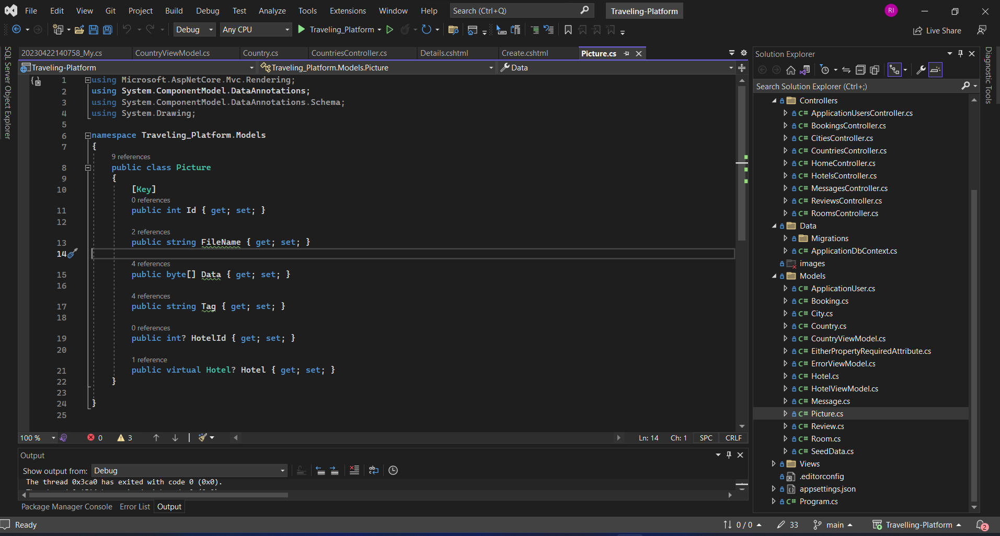 File Edit View Git Project Build Debug Test Analyze Tools Extensions Window Help Search (Ctrl+Q) Traveling-Platform RI
Debug Any CPU Traveling_Platform Live Share
SQL Server Object Explorer
20230422140758_My.cs CountryViewModel.cs Country.cs CountriesController.cs Details.cshtml Create.cshtml Picture.cs
Traveling-Platform Traveling_Platform.Models.Picture Data
1 using Microsoft.AspNetCore.Mvc.Rendering;
2 using System.ComponentModel.DataAnnotations;
3 using System.ComponentModel.DataAnnotations.Schema;
4 using System.Drawing;
5
6 namespace Traveling_Platform.Models
7 {
9 references
8 public class Picture
9 {
10 [Key]
0 references
11 public int Id { get; set; }
12
2 references
13 public string FileName { get; set; }
14
4 references
15 public byte[] Data { get; set; }
16
4 references
17 public string Tag { get; set; }
18
0 references
19 public int? HotelId { get; set; }
20
1 reference
21 public virtual Hotel? Hotel { get; set; }
22 }
23
24 }
25
100 % 0 3 Ln: 14 Ch: 1 SPC CRLF
Output
Show output from: Debug
The thread 0x3ca0 has exited with code 0 (0x0).
Package Manager Console Error List Output
Solution Explorer
Search Solution Explorer (Ctrl+;)
Controllers
C# ApplicationUsersController.cs
C# BookingsController.cs
C# CitiesController.cs
C# CountriesController.cs
C# HomeController.cs
C# HotelsController.cs
C# MessagesController.cs
C# ReviewsController.cs
C# RoomsController.cs
Data
Migrations
C# ApplicationDbContext.cs
images
Models
C# ApplicationUser.cs
C# Booking.cs
C# City.cs
C# Country.cs
C# CountryViewModel.cs
C# EitherPropertyRequiredAttribute.cs
C# ErrorViewModel.cs
C# Hotel.cs
C# HotelViewModel.cs
C# Message.cs
C# Picture.cs
C# Review.cs
C# Room.cs
C# SeedData.cs
Views
.editorconfig
appsettings.json
C# Program.cs
Diagnostic Tools
Ready 0 / 0 33 main Travelling-Platform 2